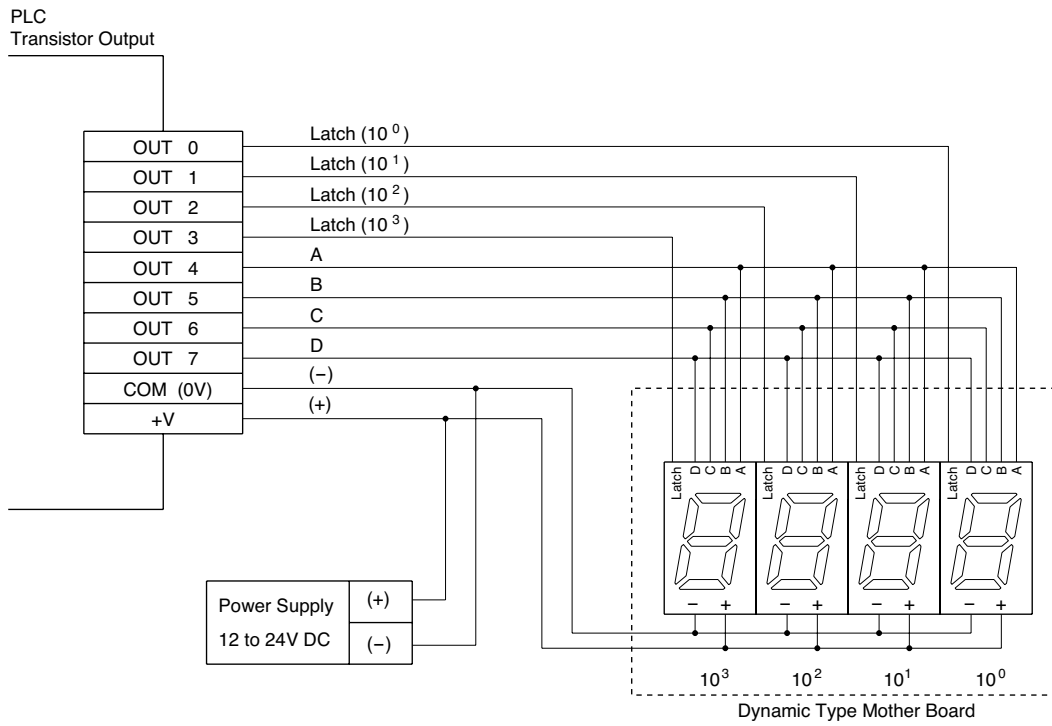 PLC
Transistor Output
OUT 0
OUT 1
OUT 2
OUT 3
OUT 4
OUT 5
OUT 6
OUT 7
COM (0V)
+V
Latch (10⁰)
Latch (10¹)
Latch (10²)
Latch (10³)
A
B
C
D
(−)
(+)
Latch D C B A
Latch D C B A
Latch D C B A
Latch D C B A
− +
− +
− +
− +
10³ 10² 10¹ 10⁰
Dynamic Type Mother Board
Power Supply
12 to 24V DC
(+)
(−)